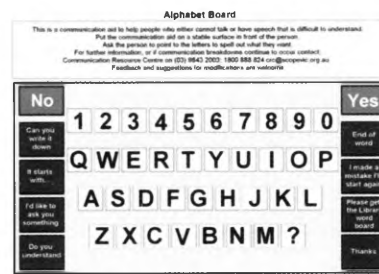 Alphabet Board
This is a communication aid to help people who either cannot talk or have speech that is difficult to understand.
Put the communication aid on a stable surface in front of the person
Ask the person to point to the letters to spell out what they want
For further information, or if communication breakdowns continue to occur contact:
Communication Resource Centre on (03) 9843 2000: 1800 888 824 crc@scopevic.org.au
Feedback and suggestions for modifications are welcome
No
Yes
1 2 3 4 5 6 7 8 9 0
Can you write it down
End of word
Q W E R T Y U I O P
It starts with...
I made a mistake I'll start again
A S D F G H J K L
I'd like to ask you something
Please get the Library word board
Z X C V B N M ?
Do you understand
Thanks